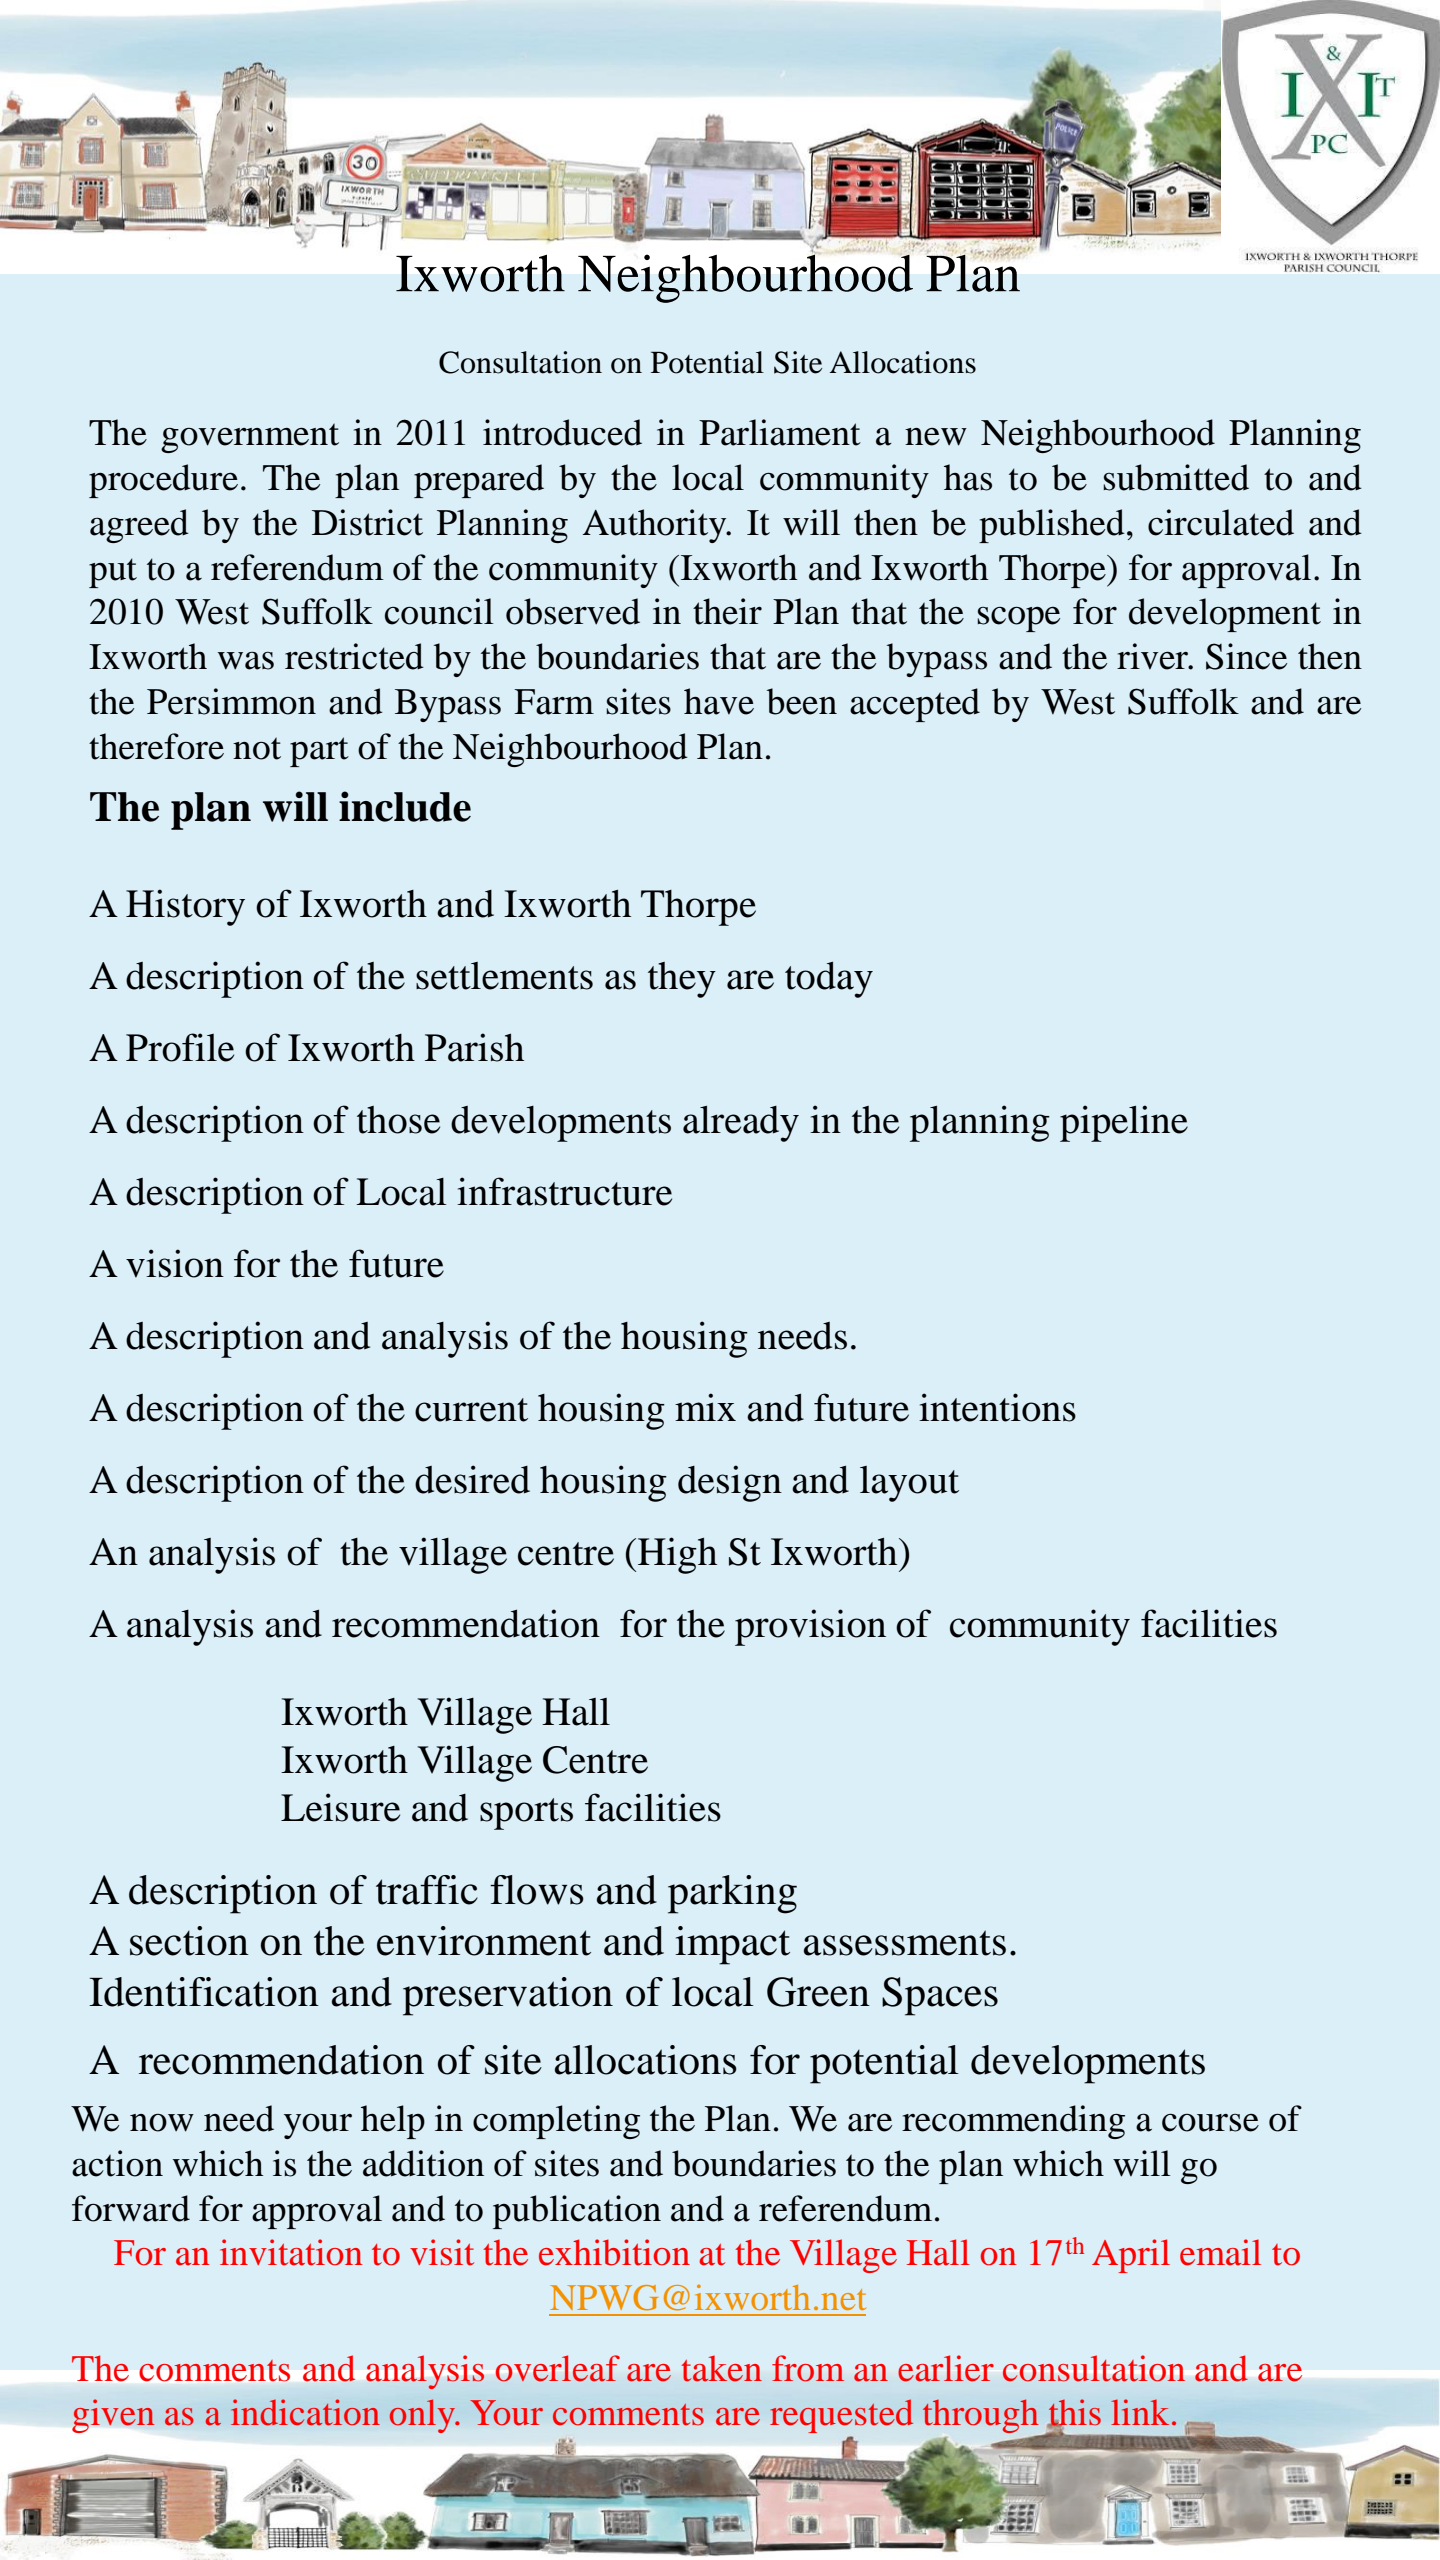 &
I X IT
PC
IXWORTH & IXWORTH THORPE
PARISH COUNCIL
30
IXWORTH
POLICE
Ixworth Neighbourhood Plan
Consultation on Potential Site Allocations
The government in 2011 introduced in Parliament a new Neighbourhood Planning
procedure. The plan prepared by the local community has to be submitted to and
agreed by the District Planning Authority. It will then be published, circulated and
put to a referendum of the community (Ixworth and Ixworth Thorpe) for approval. In
2010 West Suffolk council observed in their Plan that the scope for development in
Ixworth was restricted by the boundaries that are the bypass and the river. Since then
the Persimmon and Bypass Farm sites have been accepted by West Suffolk and are
therefore not part of the Neighbourhood Plan.
The plan will include
A History of Ixworth and Ixworth Thorpe
A description of the settlements as they are today
A Profile of Ixworth Parish
A description of those developments already in the planning pipeline
A description of Local infrastructure
A vision for the future
A description and analysis of the housing needs.
A description of the current housing mix and future intentions
A description of the desired housing design and layout
An analysis of  the village centre (High St Ixworth)
A analysis and recommendation  for the provision of  community facilities
Ixworth Village Hall
Ixworth Village Centre
Leisure and sports facilities
A description of traffic flows and parking
A section on the environment and impact assessments.
Identification and preservation of local Green Spaces
A  recommendation of site allocations for potential developments
We now need your help in completing the Plan. We are recommending a course of
action which is the addition of sites and boundaries to the plan which will go
forward for approval and to publication and a referendum.
For an invitation to visit the exhibition at the Village Hall on 17th April email to
NPWG@ixworth.net
The comments and analysis overleaf are taken from an earlier consultation and are
given as a indication only. Your comments are requested through this link.